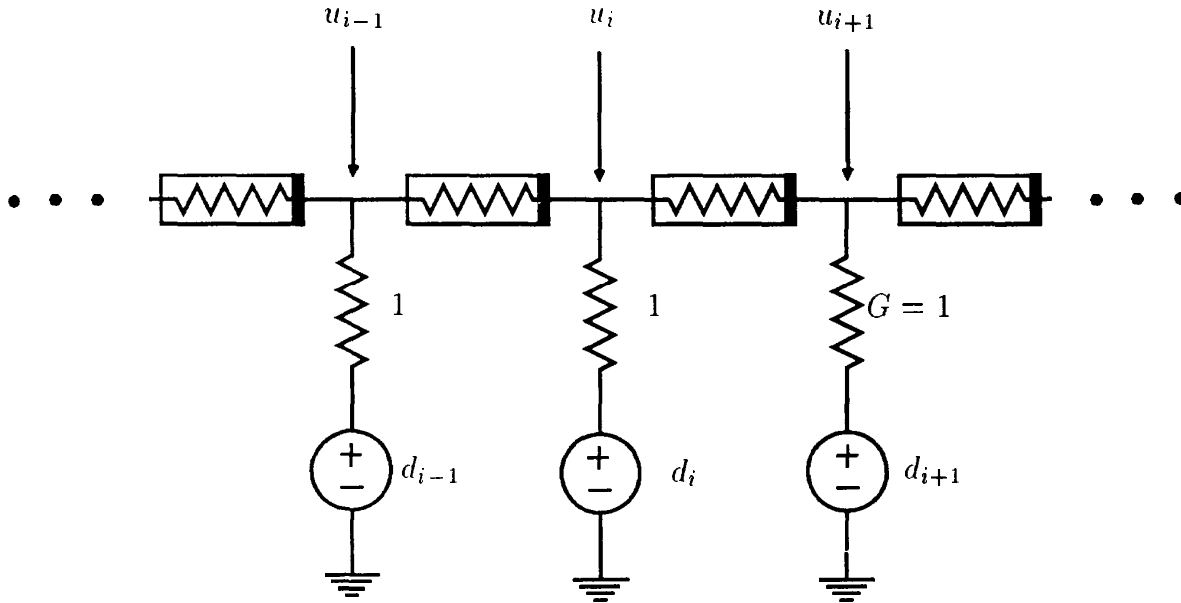 u_{i−1} u_i u_{i+1}
1 1 G = 1
+ + +
− − −
d_{i−1} d_i d_{i+1}